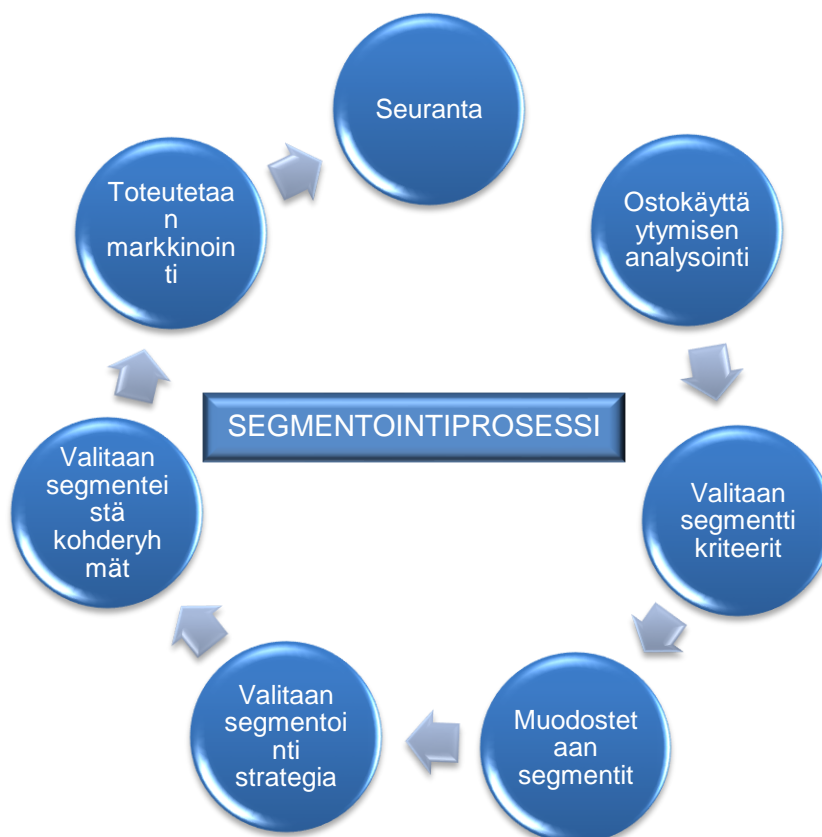 Seuranta
Ostokäyttä
ytymisen
analysointi
Valitaan
segmentti
kriteerit
Muodostet
aan
segmentit
Valitaan
segmentoi
nti
strategia
Valitaan
segmentei
stä
kohderyh
mät
Toteutetaa
n
markkinoin
ti
SEGMENTOINTIPROSESSI